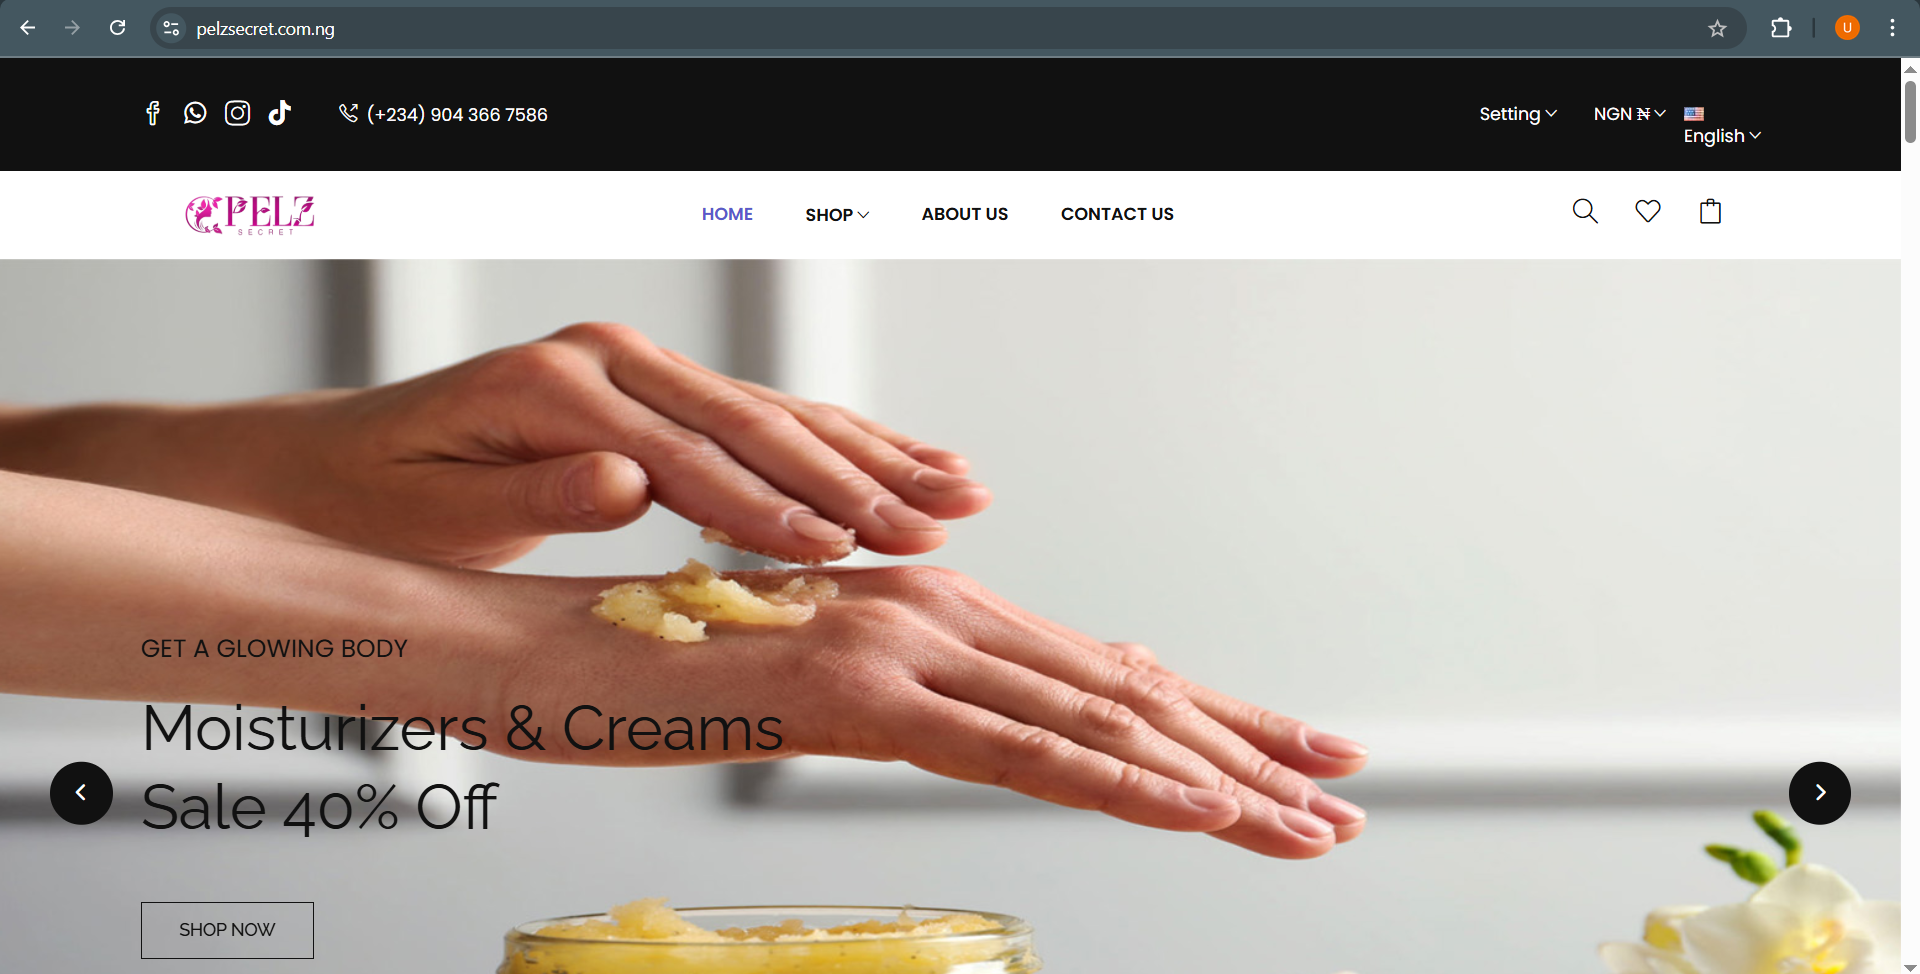 pelzsecret.com.ng
U
(+234) 904 366 7586
Setting
NGN ₦
English
PELZ
SECRET
HOME
SHOP
ABOUT US
CONTACT US
GET A GLOWING BODY
Moisturizers & Creams
Sale 40% Off
SHOP NOW